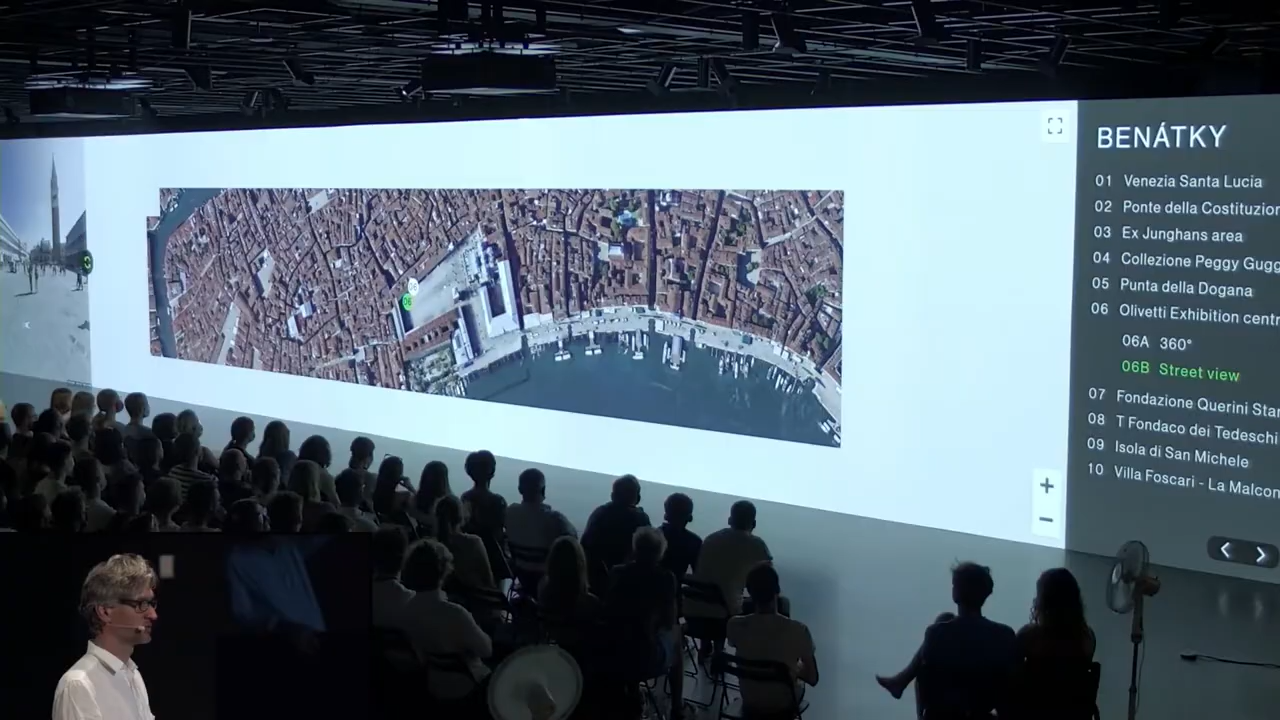 BENÁTKY
01 Venezia Santa Lucia
02 Ponte della Costituzion
03 Ex Junghans area
04 Collezione Peggy Gugg
05 Punta della Dogana
06 Olivetti Exhibition centr
06A 360°
06B Street view
07 Fondazione Querini Stam
08 T Fondaco dei Tedeschi
09 Isola di San Michele
10 Villa Foscari - La Malcon
06